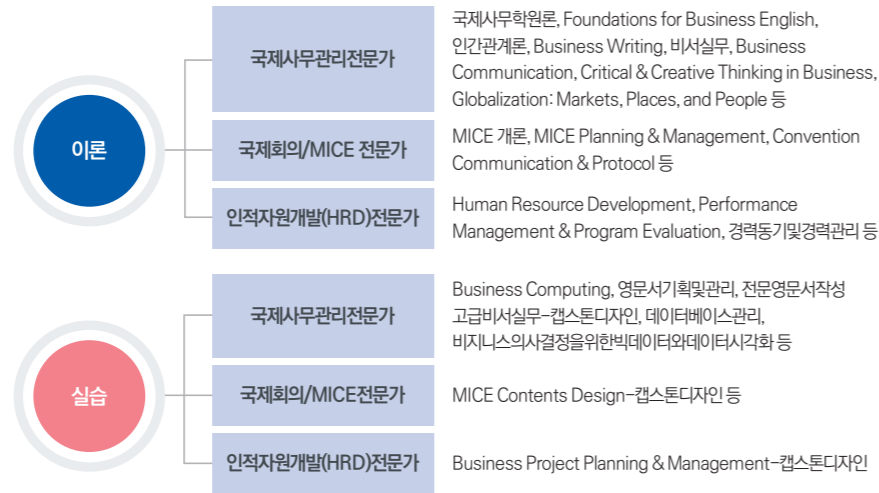 이론
국제사무관리전문가
국제사무학원론, Foundations for Business English,
인간관계론, Business Writing, 비서실무, Business
Communication, Critical & Creative Thinking in Business,
Globalization: Markets, Places, and People 등
국제회의/MICE 전문가
MICE 개론, MICE Planning & Management, Convention
Communication & Protocol 등
인적자원개발(HRD)전문가
Human Resource Development, Performance
Management & Program Evaluation, 경력동기및경력관리 등
실습
국제사무관리전문가
Business Computing, 영문서기획및관리, 전문영문서작성
고급비서실무-캡스톤디자인, 데이터베이스관리,
비지니스의사결정을위한빅데이터와데이터시각화 등
국제회의/MICE전문가
MICE Contents Design-캡스톤디자인 등
인적자원개발(HRD)전문가
Business Project Planning & Management-캡스톤디자인